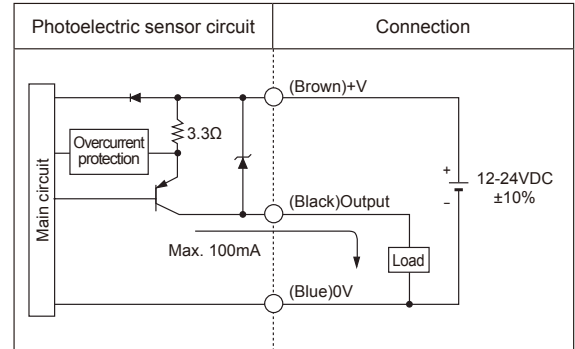 Photoelectric sensor circuit
Connection
(Brown)+V
3.3Ω
Overcurrent
protection
Main circuit
+
12-24VDC
±10%
−
(Black)Output
Max. 100mA
Load
(Blue)0V